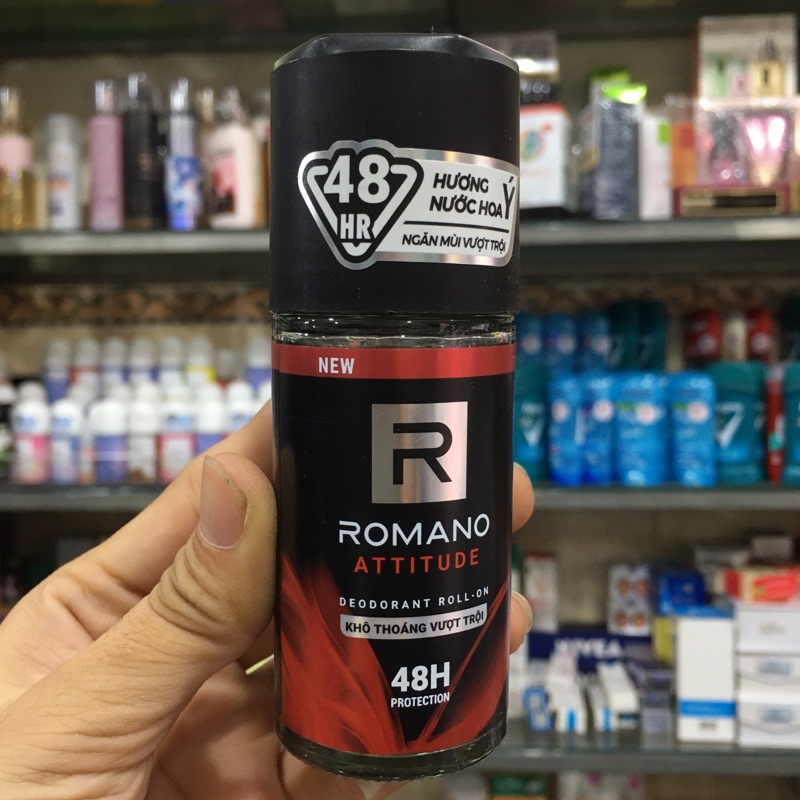 48
HR
HƯƠNG
NƯỚC HOA Ý
NGĂN MÙI VƯỢT TRỘI
NEW
R
ROMANO
ATTITUDE
DEODORANT ROLL-ON
KHÔ THOÁNG VƯỢT TRỘI
48H
PROTECTION
NIVEA